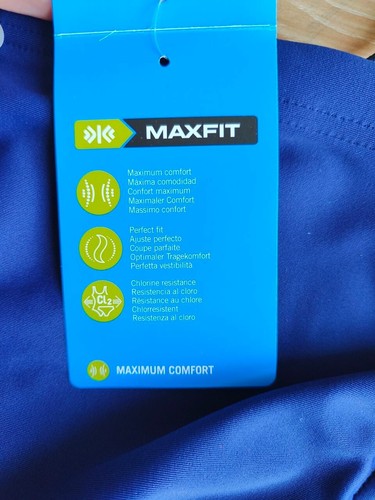 MAXFIT
Maximum comfort
Máxima comodidad
Confort maximum
Maximaler Comfort
Massimo confort
Perfect fit
Ajuste perfecto
Coupe parfaite
Optimaler Tragekomfort
Perfetta vestibilità
Chlorine resistance
Resistencia al cloro
Résistance au chlore
Chlorresistent
Resistenza al cloro
CL2
MAXIMUM COMFORT